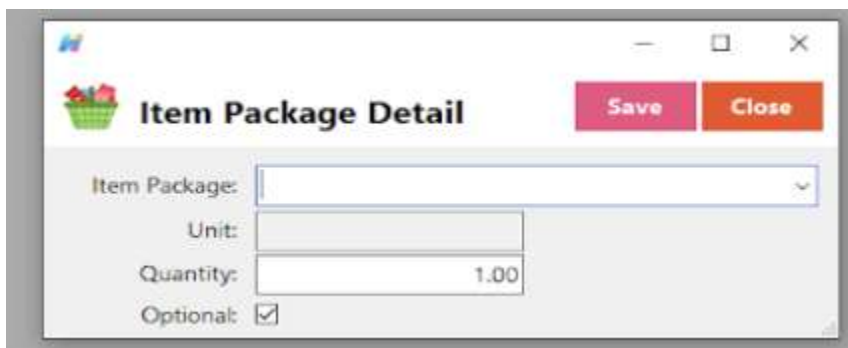 Item Package Detail
Save
Close
Item Package:
Unit:
Quantity:
1.00
Optional: